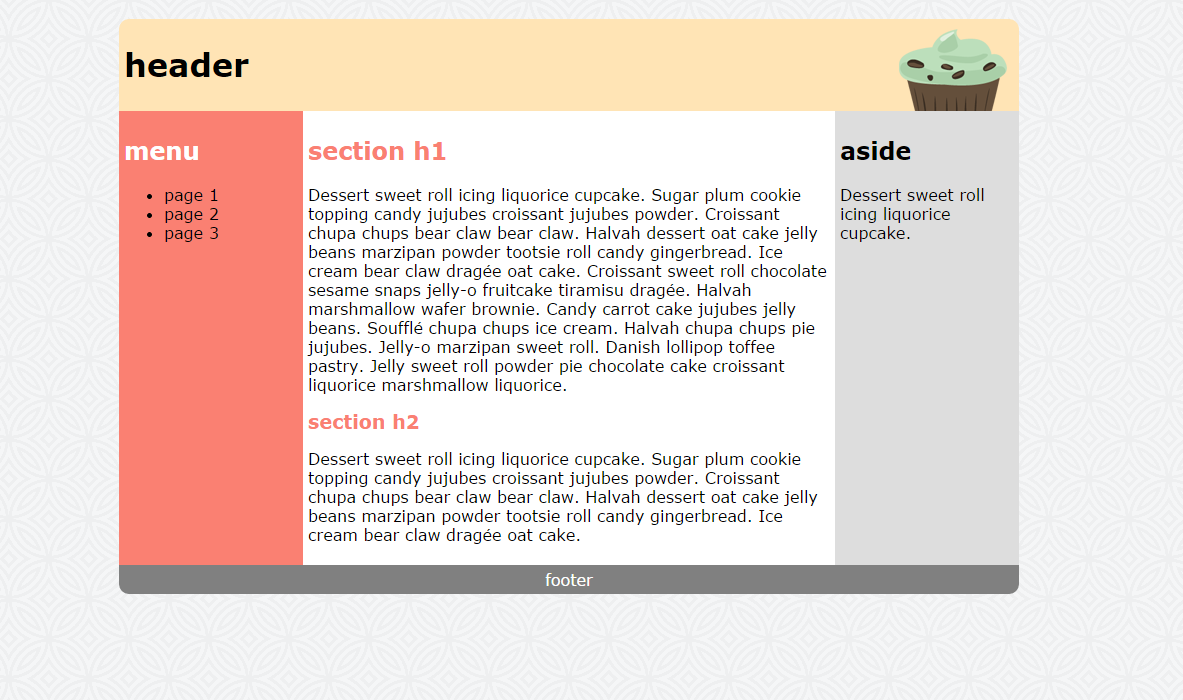 header
menu
page 1
page 2
page 3
section h1
Dessert sweet roll icing liquorice cupcake. Sugar plum cookie
topping candy jujubes croissant jujubes powder. Croissant
chupa chups bear claw bear claw. Halvah dessert oat cake jelly
beans marzipan powder tootsie roll candy gingerbread. Ice
cream bear claw dragée oat cake. Croissant sweet roll chocolate
sesame snaps jelly-o fruitcake tiramisu dragée. Halvah
marshmallow wafer brownie. Candy carrot cake jujubes jelly
beans. Soufflé chupa chups ice cream. Halvah chupa chups pie
jujubes. Jelly-o marzipan sweet roll. Danish lollipop toffee
pastry. Jelly sweet roll powder pie chocolate cake croissant
liquorice marshmallow liquorice.
section h2
Dessert sweet roll icing liquorice cupcake. Sugar plum cookie
topping candy jujubes croissant jujubes powder. Croissant
chupa chups bear claw bear claw. Halvah dessert oat cake jelly
beans marzipan powder tootsie roll candy gingerbread. Ice
cream bear claw dragée oat cake.
aside
Dessert sweet roll
icing liquorice
cupcake.
footer